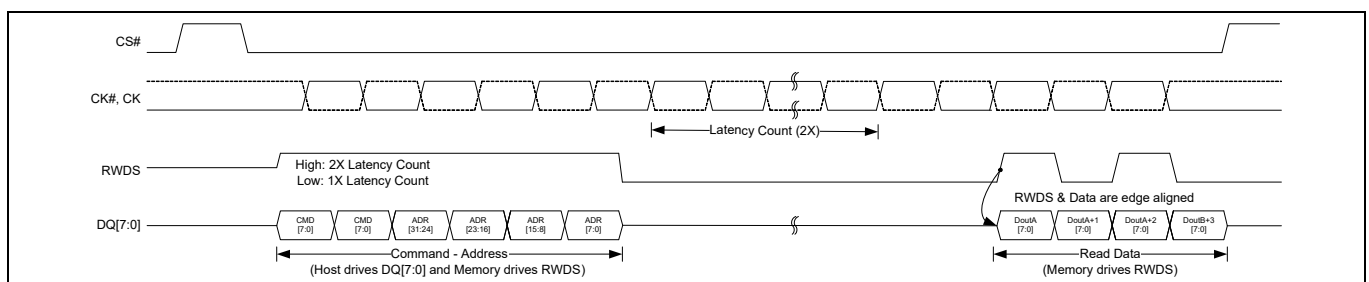 CS#
CK#, CK
Latency Count (2X)
RWDS
High: 2X Latency Count
Low: 1X Latency Count
RWDS & Data are edge aligned
DQ[7:0]
CMD
[7:0]
CMD
[7:0]
ADR
[31:24]
ADR
[23:16]
ADR
[15:8]
ADR
[7:0]
DoutA
[7:0]
DoutA+1
[7:0]
DoutA+2
[7:0]
DoutB+3
[7:0]
Command - Address
(Host drives DQ[7:0] and Memory drives RWDS)
Read Data
(Memory drives RWDS)